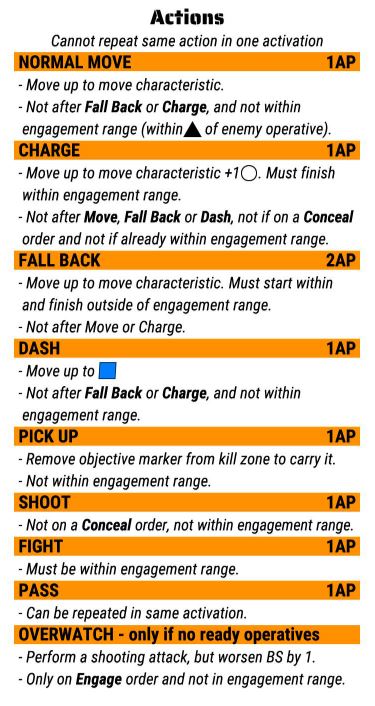 Actions
Cannot repeat same action in one activation
NORMAL MOVE 1AP
- Move up to move characteristic.
- Not after Fall Back or Charge, and not within
engagement range (within▲ of enemy operative).
CHARGE 1AP
- Move up to move characteristic +1○. Must finish
within engagement range.
- Not after Move, Fall Back or Dash, not if on a Conceal
order and not if already within engagement range.
FALL BACK 2AP
- Move up to move characteristic. Must start within
and finish outside of engagement range.
- Not after Move or Charge.
DASH 1AP
- Move up to
- Not after Fall Back or Charge, and not within
engagement range.
PICK UP 1AP
- Remove objective marker from kill zone to carry it.
- Not within engagement range.
SHOOT 1AP
- Not on a Conceal order, not within engagement range.
FIGHT 1AP
- Must be within engagement range.
PASS 1AP
- Can be repeated in same activation.
OVERWATCH - only if no ready operatives
- Perform a shooting attack, but worsen BS by 1.
- Only on Engage order and not in engagement range.